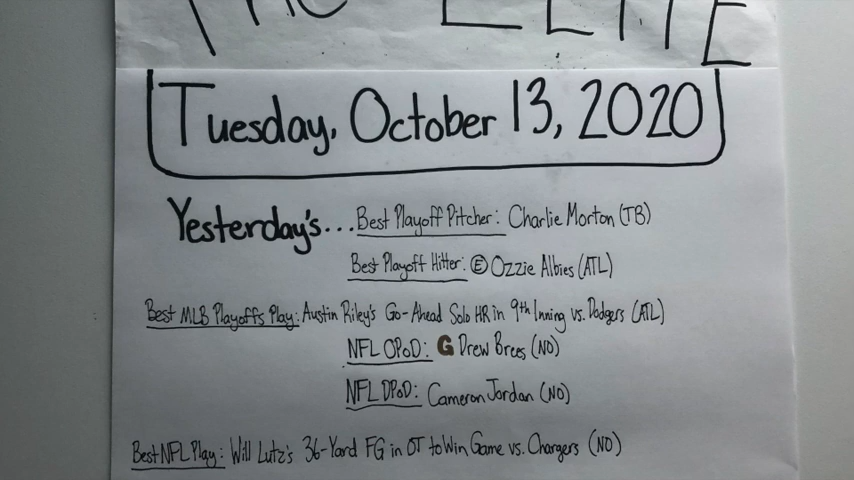 THE ELITE
Tuesday, October 13, 2020
Yesterday's... Best Playoff Pitcher: Charlie Morton (TB)
Best Playoff Hitter: Ⓔ Ozzie Albies (ATL)
Best MLB Playoffs Play: Austin Riley's Go-Ahead Solo HR in 9th Inning vs. Dodgers (ATL)
NFL OPoD: G Drew Brees (NO)
NFL DPoD: Cameron Jordan (NO)
Best NFL Play: Will Lutz's 36-Yard FG in OT to Win Game vs. Chargers (NO)